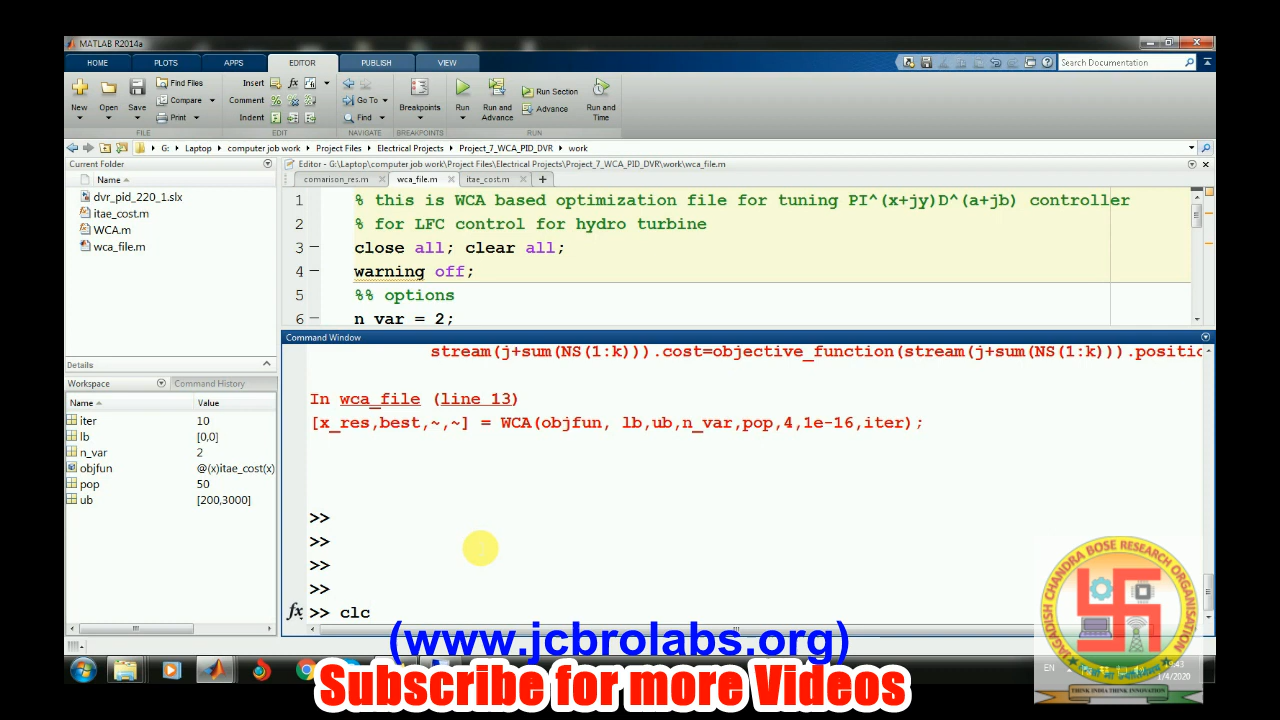 MATLAB R2014a
HOME PLOTS APPS EDITOR PUBLISH VIEW Search Documentation
New Open Save Find Files Compare Print Insert Comment Indent fx Go To Find Breakpoints Run Run and Advance Run Section Advance Run and Time
FILE EDIT NAVIGATE BREAKPOINTS RUN
G: Laptop computer job work Project Files Electrical Projects Project_7_WCA_PID_DVR work
Current Folder
Name
dvr_pid_220_1.slx
itae_cost.m
WCA.m
wca_file.m
Details
Workspace Command History
Name Value
iter 10
lb [0,0]
n_var 2
objfun @(x)itae_cost(x)
pop 50
ub [200,3000]
Editor - G:\Laptop\computer job work\Project Files\Electrical Projects\Project_7_WCA_PID_DVR\work\wca_file.m
comarison_res.m wca_file.m itae_cost.m
1 % this is WCA based optimization file for tuning PI^(x+jy)D^(a+jb) controller
2 % for LFC control for hydro turbine
3 close all; clear all;
4 warning off;
5 %% options
6 n_var = 2;
Command Window
stream(j+sum(NS(1:k))).cost=objective_function(stream(j+sum(NS(1:k))).positio
In wca_file (line 13)
[x_res,best,~,~] = WCA(objfun, lb,ub,n_var,pop,4,1e-16,iter);
>>
>>
>>
>>
fx >> clc
(www.jcbrolabs.org)
Subscribe for more Videos
JAGADISH CHANDRA BOSE RESEARCH ORGANISATION
THINK INDIA THINK INNOVATION
EN
19:43
1/4/2020